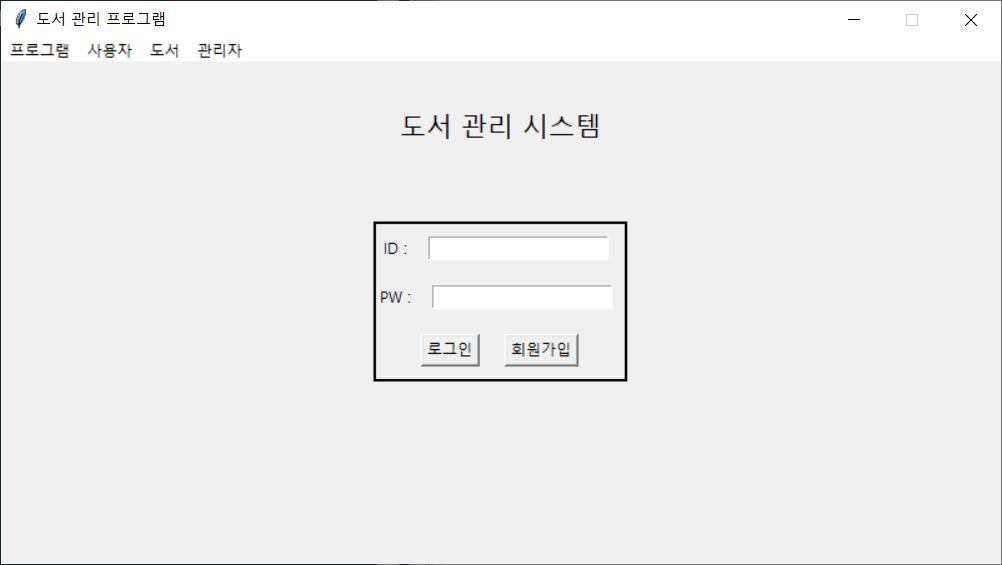 도서 관리 프로그램
프로그램 사용자 도서 관리자
도서 관리 시스템
ID :
PW :
로그인 회원가입